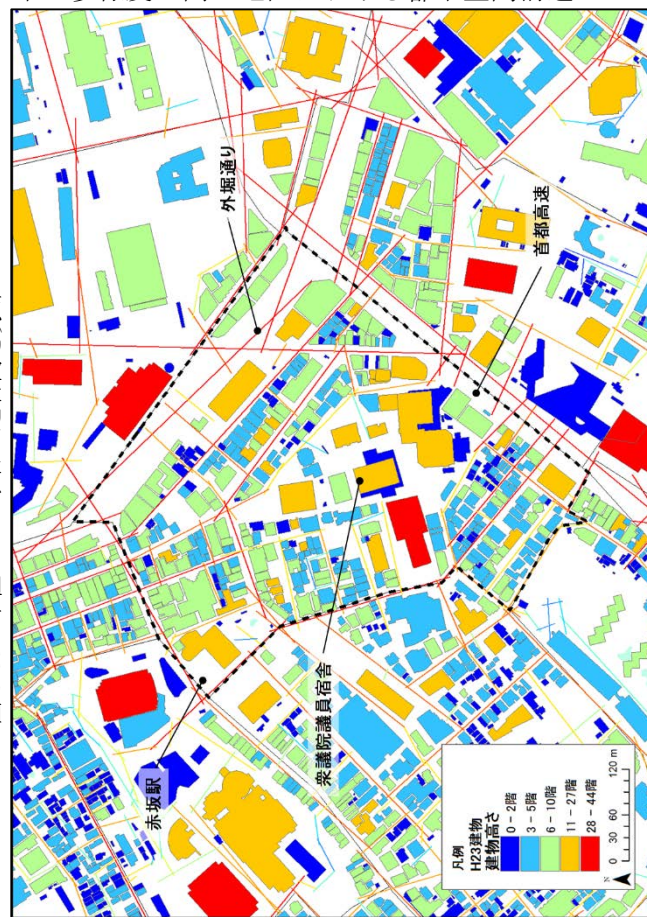 外堀通り
首都高速
衆議院議員宿舎
赤坂駅
凡例
H23建物
建物高さ
0 - 2階
3 - 5階
6 - 10階
11 - 27階
28 - 44階
N
0 30 60 120 m